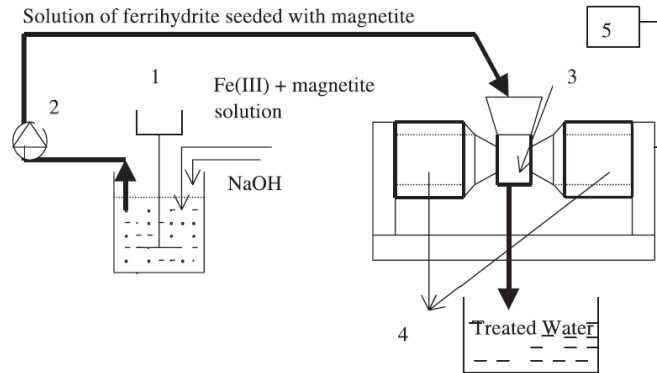 Solution of ferrihydrite seeded with magnetite
5
1
Fe(III) + magnetite
solution
3
2
NaOH
4
Treated Water